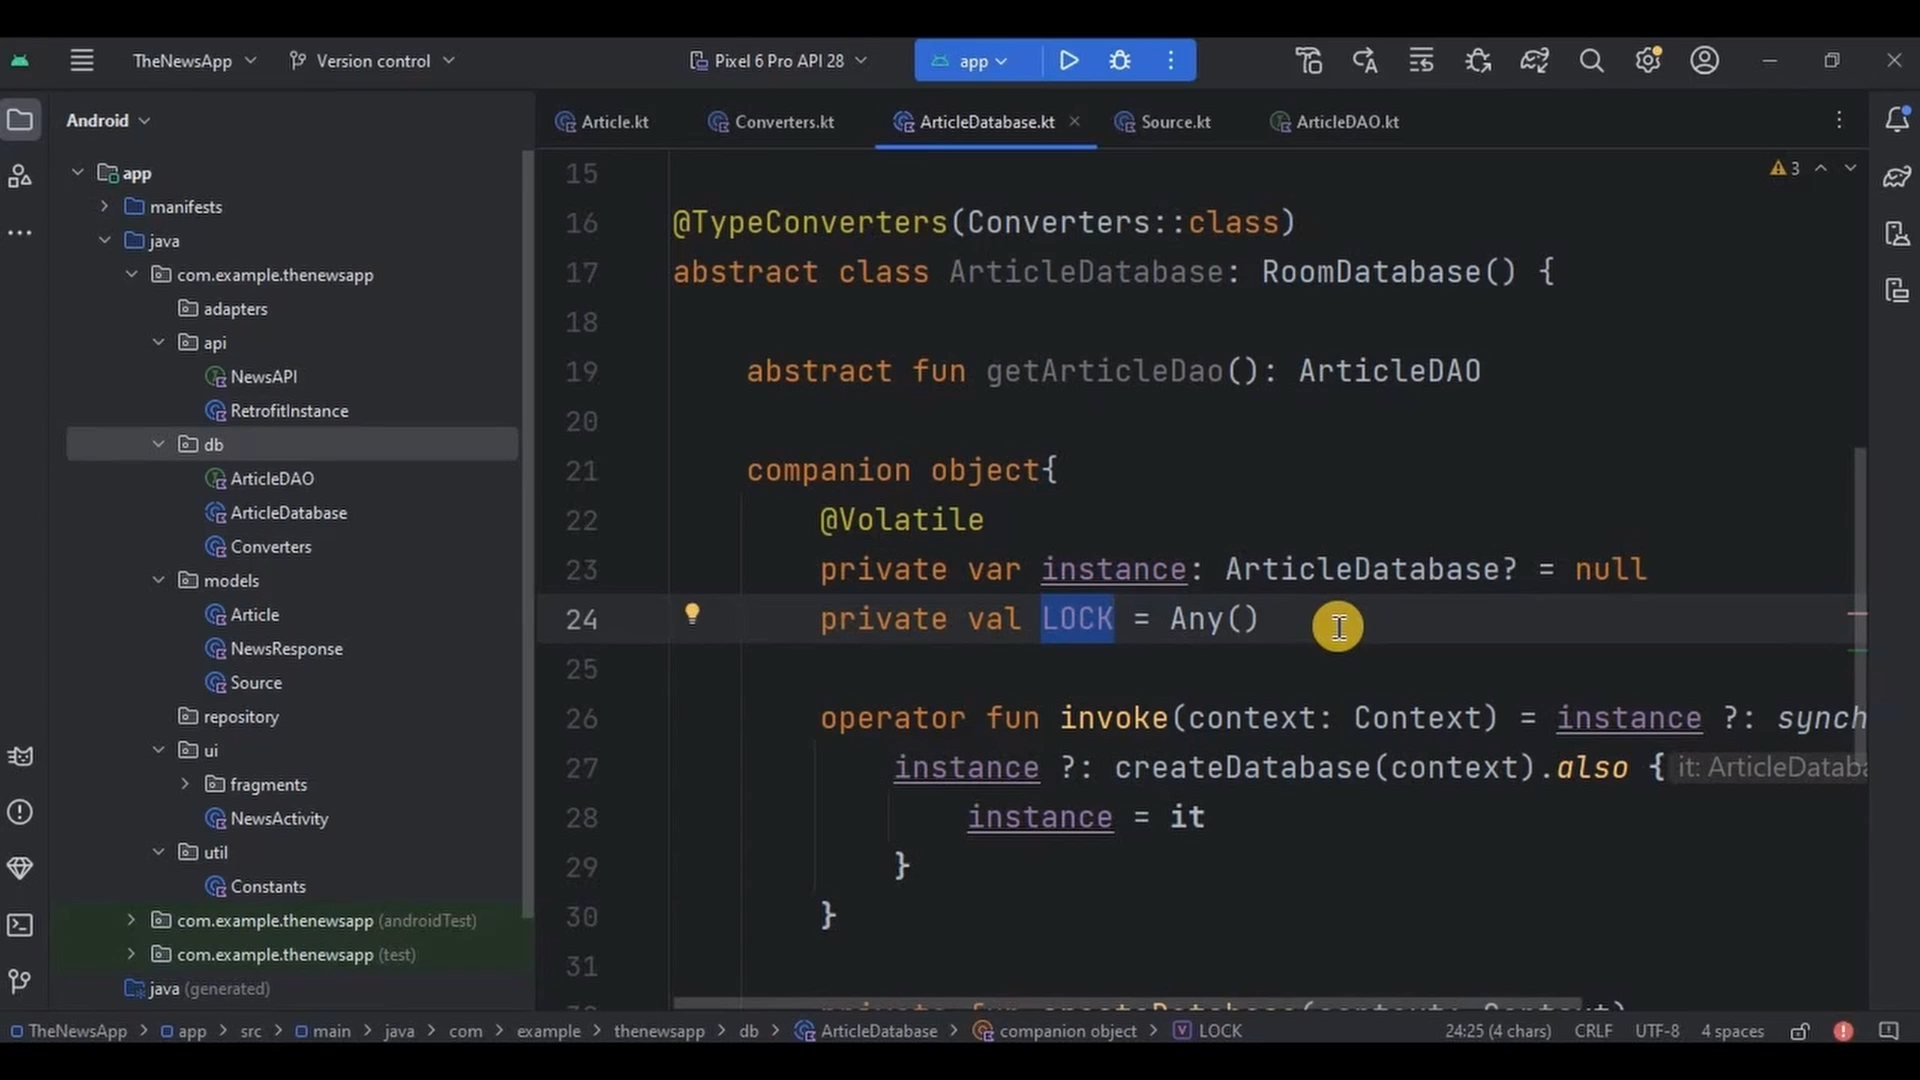 TheNewsApp
Version control
Pixel 6 Pro API 28
app
Android
app
manifests
java
com.example.thenewsapp
adapters
api
NewsAPI
RetrofitInstance
db
ArticleDAO
ArticleDatabase
Converters
models
Article
NewsResponse
Source
repository
ui
fragments
NewsActivity
util
Constants
com.example.thenewsapp (androidTest)
com.example.thenewsapp (test)
java (generated)
Article.kt
Converters.kt
ArticleDatabase.kt
Source.kt
ArticleDAO.kt
3
15
16 @TypeConverters(Converters::class)
17 abstract class ArticleDatabase: RoomDatabase() {
18
19 abstract fun getArticleDao(): ArticleDAO
20
21 companion object{
22 @Volatile
23 private var instance: ArticleDatabase? = null
24 private val LOCK = Any()
25
26 operator fun invoke(context: Context) = instance ?: synch
27 instance ?: createDatabase(context).also { it: ArticleDataba
28 instance = it
29 }
30 }
31
private fun createDatabase(context: Context)
TheNewsApp > app > src > main > java > com > example > thenewsapp > db > ArticleDatabase > companion object > LOCK
24:25 (4 chars)
CRLF
UTF-8
4 spaces